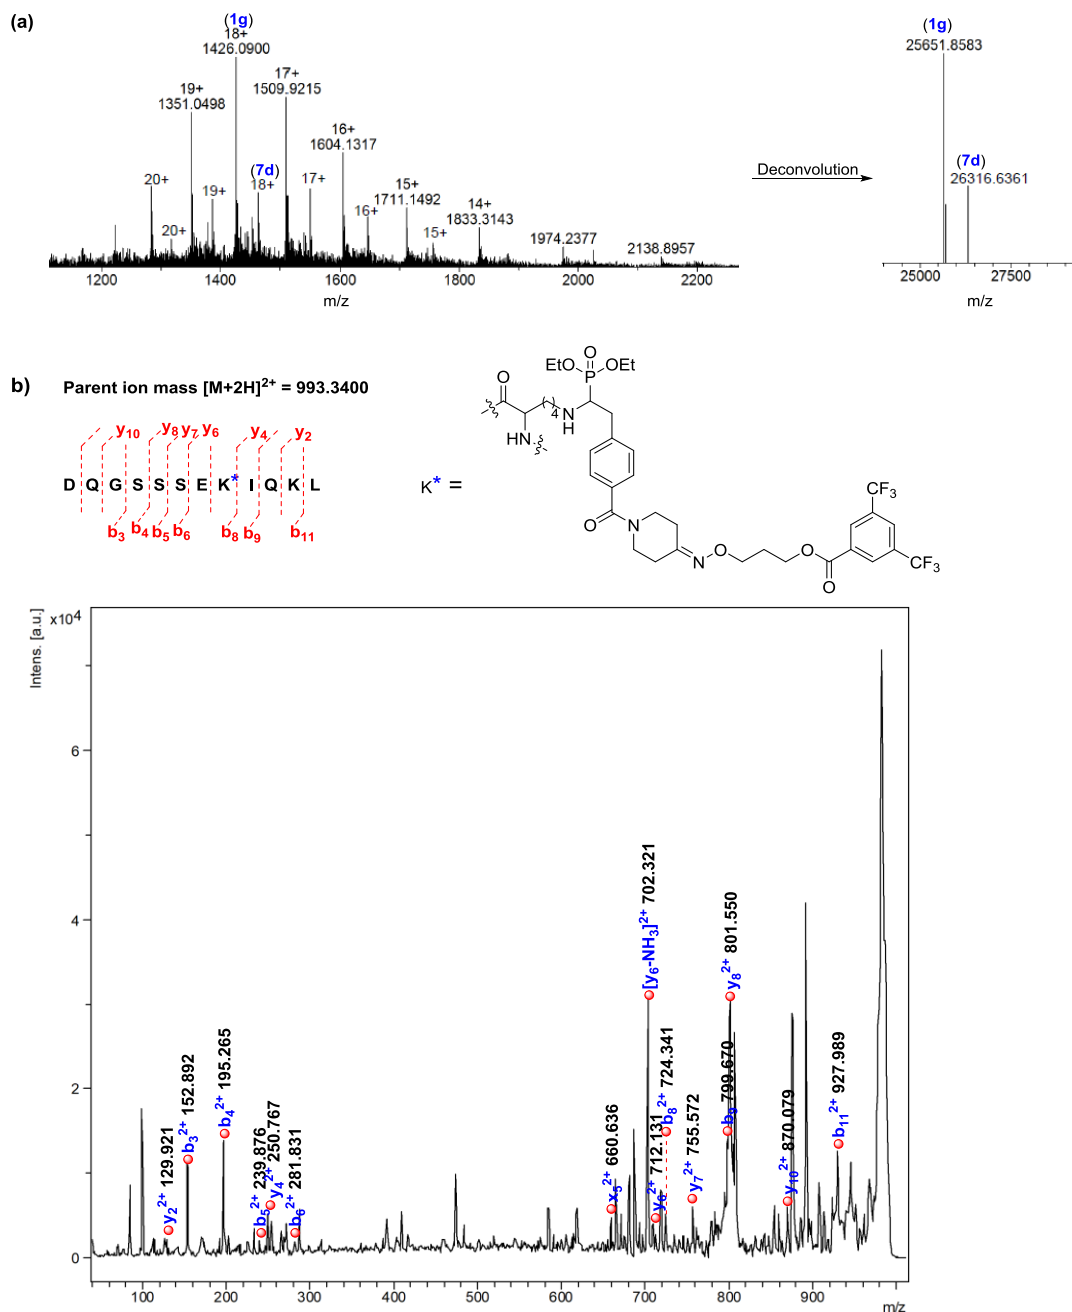 (a)
(1g)
18+
1426.0900
17+
1509.9215
19+
1351.0498
16+
1604.1317
(7d)
18+
20+
19+
17+
15+
1711.1492
16+
14+
1833.3143
20+
15+
1974.2377
2138.8957
1200
1400
1600
1800
2000
2200
m/z
Deconvolution
(1g)
25651.8583
(7d)
26316.6361
25000
27500
m/z
b)
Parent ion mass [M+2H]2+ = 993.3400
y10 y8 y7 y6 y4 y2
D Q G S S S E K* I Q K L
b3 b4 b5 b6 b8 b9 b11
K* =
O
EtO P OEt
O
4 N H
HN
O
N
N
O
O
O
CF3
CF3
Intens. [a.u.]
x10^4
6
4
2
0
y2 2+ 129.921
b3 2+ 152.892
b4 2+ 195.265
b5 2+ 239.876
y4 2+ 250.767
b6 2+ 281.831
x5 2+ 660.636
[y6-NH3]2+ 702.321
y6 2+ 712.131
b8 2+ 724.341
y7 2+ 755.572
b9 799.670
y8 2+ 801.550
y10 2+ 870.079
b11 2+ 927.989
100
200
300
400
500
600
700
800
900
m/z